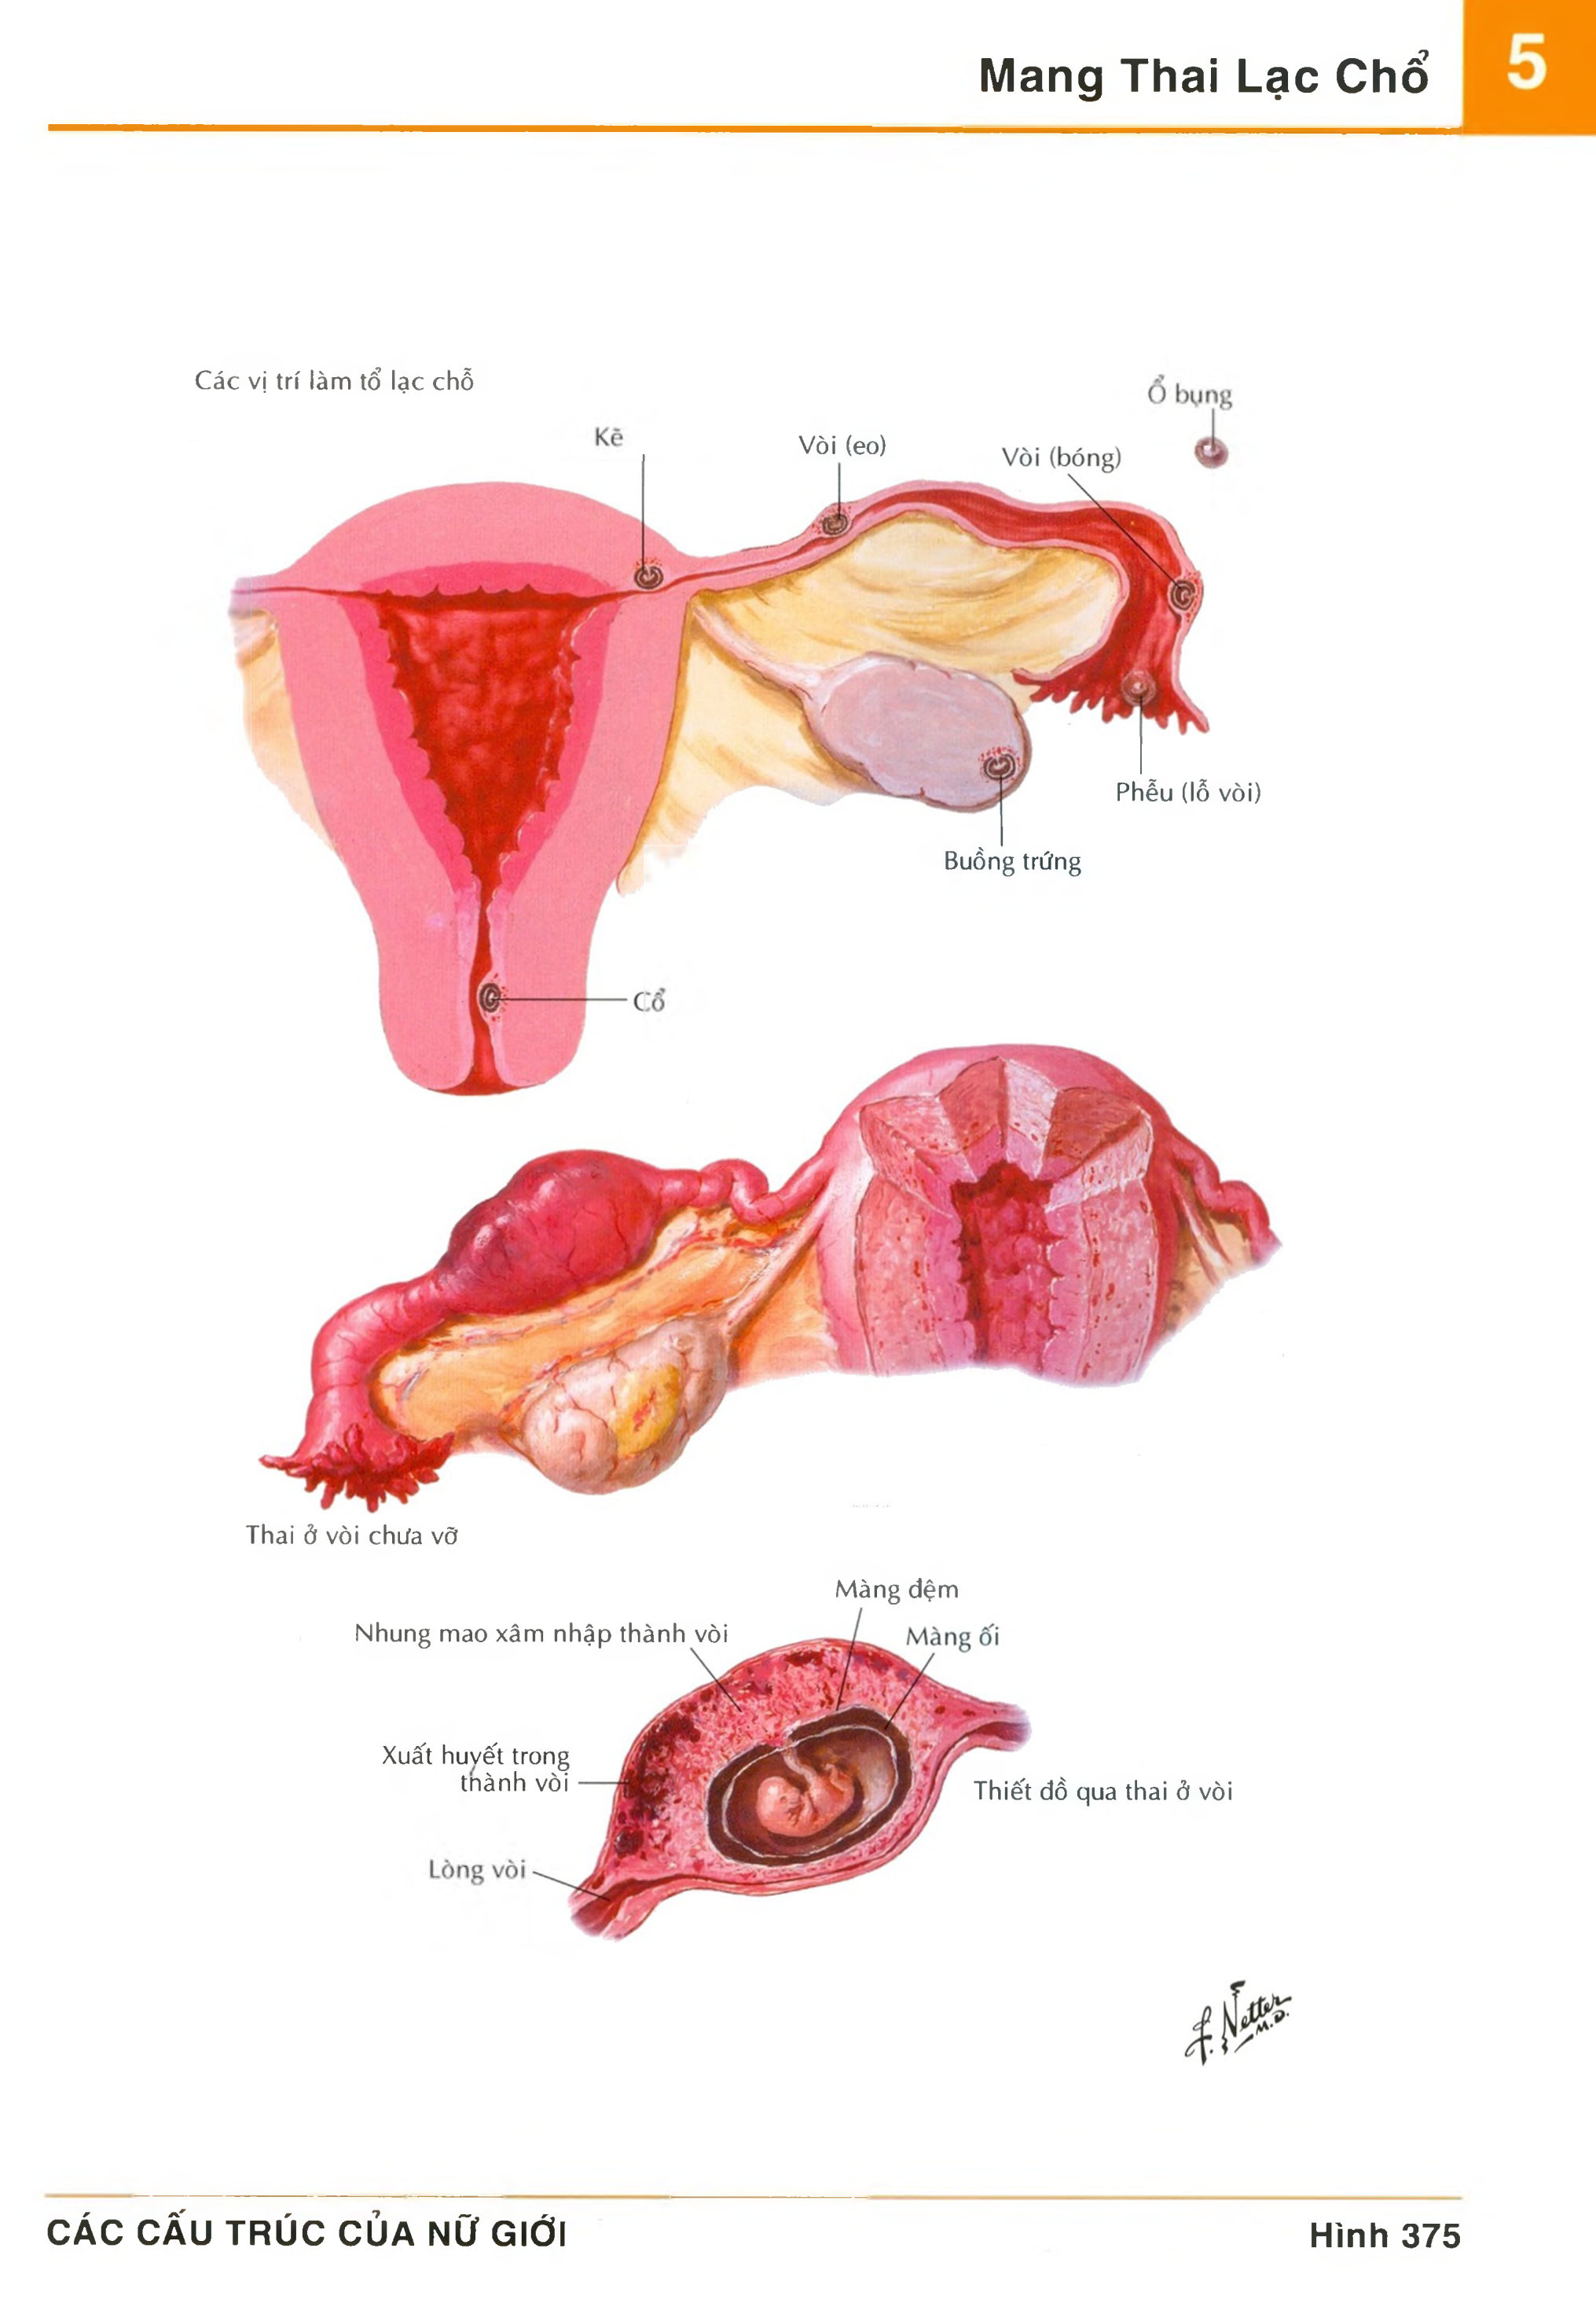 Mang Thai Lạc Chổ
5
Các vị trí làm tổ lạc chỗ
Ổ bụng
Kẽ
Vòi (eo)
Vòi (bóng)
Phễu (lỗ vòi)
Buồng trứng
Cổ
Thai ở vòi chưa vỡ
Màng đệm
Nhung mao xâm nhập thành vòi
Màng ối
Xuất huyết trong
thành vòi
Thiết đồ qua thai ở vòi
Lòng vòi
F. Netter
M.D.
CÁC CẤU TRÚC CỦA NỮ GIỚI
Hình 375